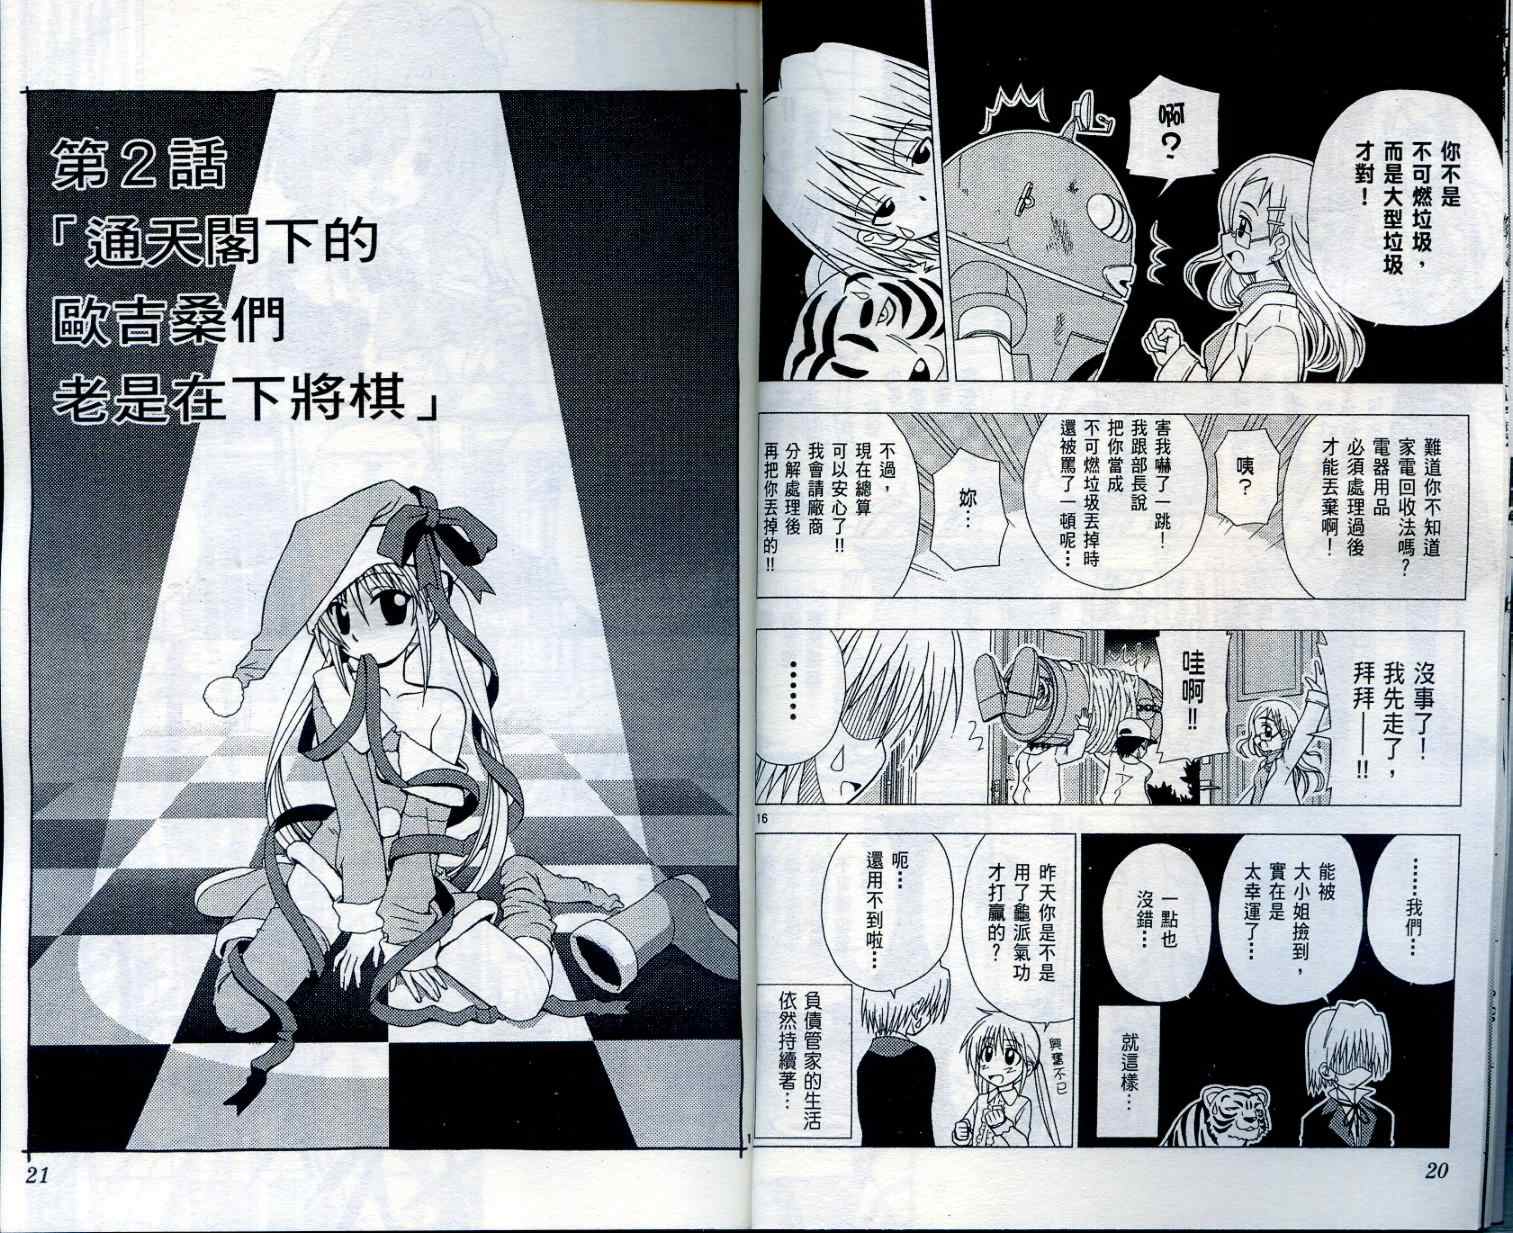 你不是
不可燃垃圾，
而是大型垃圾
才對！
啊？
難道你不知道
家電回收法嗎？
電器用品
必須處理過後
才能丟棄啊！
咦？
害我嚇了一跳！
我跟部長說
把你當成
不可燃垃圾丟掉時
還被罵了一頓呢…
妳…
不過，
現在總算
可以安心了!!
我會請廠商
分解處理後
再把你丟掉的!!
沒事了！
我先走了，
拜拜——!!
哇啊!!
……
16
……我們…
能被
大小姐撿到，
實在是
太幸運了…
一點也
沒錯…
就這樣…
昨天你是不是
用了龜派氣功
才打贏的？
興奮不已
呃…
還用不到啦…
負債管家的生活
依然持續著…
20
第2話
「通天閣下的
歐吉桑們
老是在下將棋」
1
21